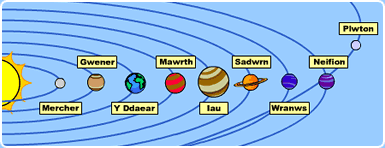 Plwton
Gwener
Mawrth
Sadwrn
Neifion
Mercher
Y Ddaear
Iau
Wranws